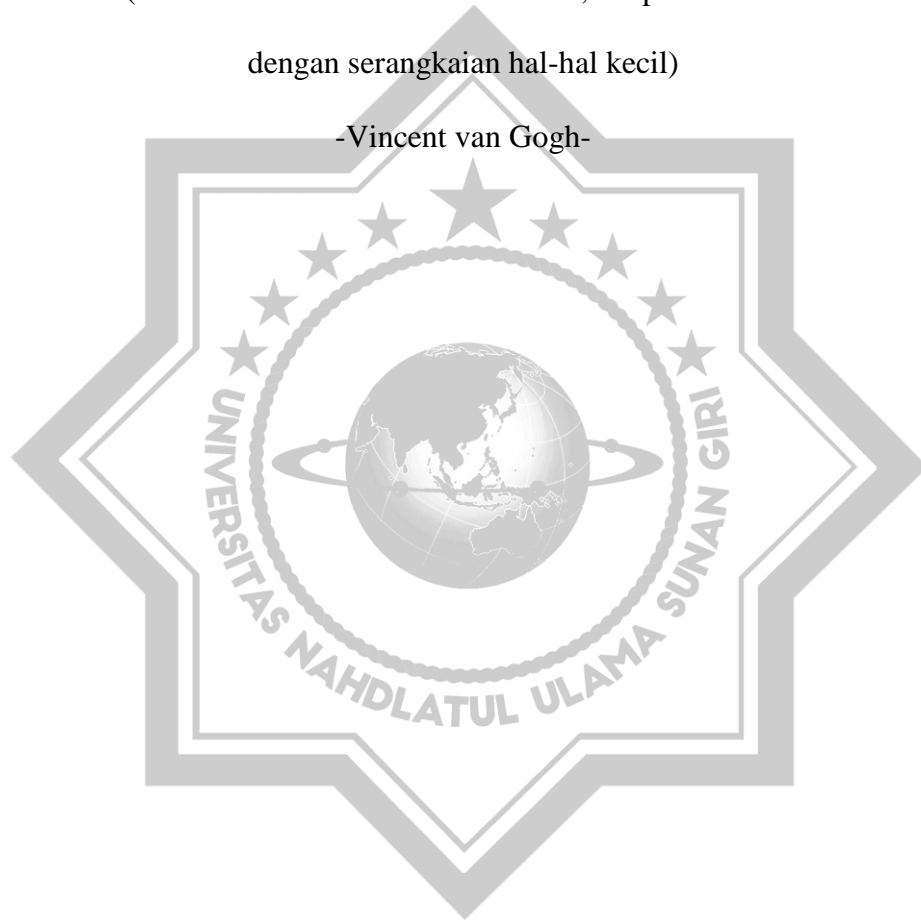 dengan serangkaian hal-hal kecil)
-Vincent van Gogh-
UNIVERSITAS NAHDLATUL ULAMA SUNAN GIRI